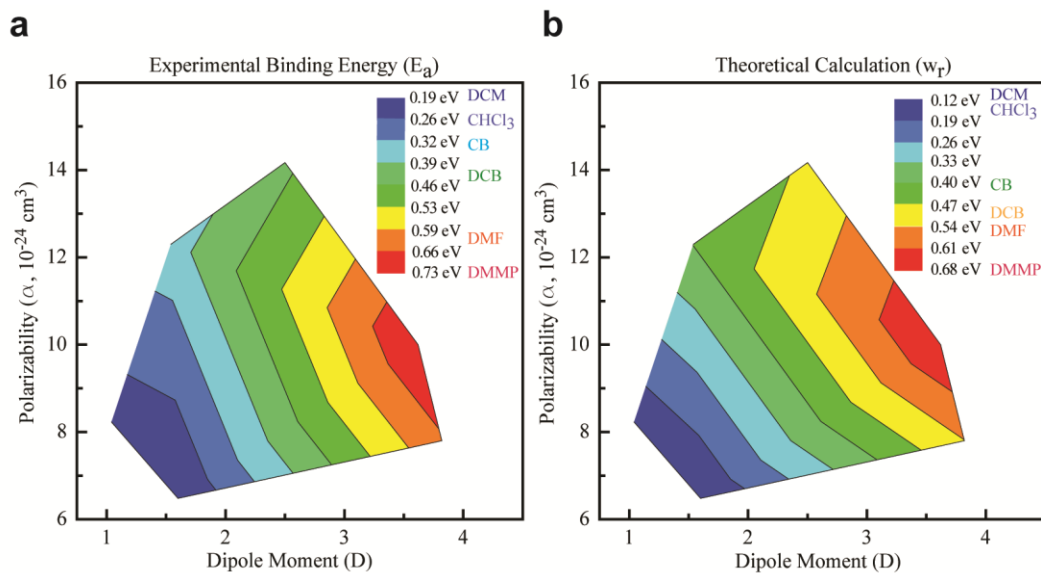 a
Experimental Binding Energy (Ea)
16
14
12
10
8
6
Polarizability (α, 10-24 cm3)
0.19 eV DCM
0.26 eV CHCl3
0.32 eV CB
0.39 eV
DCB
0.46 eV
0.53 eV
0.59 eV
DMF
0.66 eV
0.73 eV DMMP
1 2 3 4
Dipole Moment (D)
b
Theoretical Calculation (wr)
16
14
12
10
8
6
Polarizability (α, 10-24 cm3)
0.12 eV DCM
CHCl3
0.19 eV
0.26 eV
0.33 eV
0.40 eV CB
0.47 eV
DCB
0.54 eV DMF
0.61 eV
0.68 eV DMMP
1 2 3 4
Dipole Moment (D)